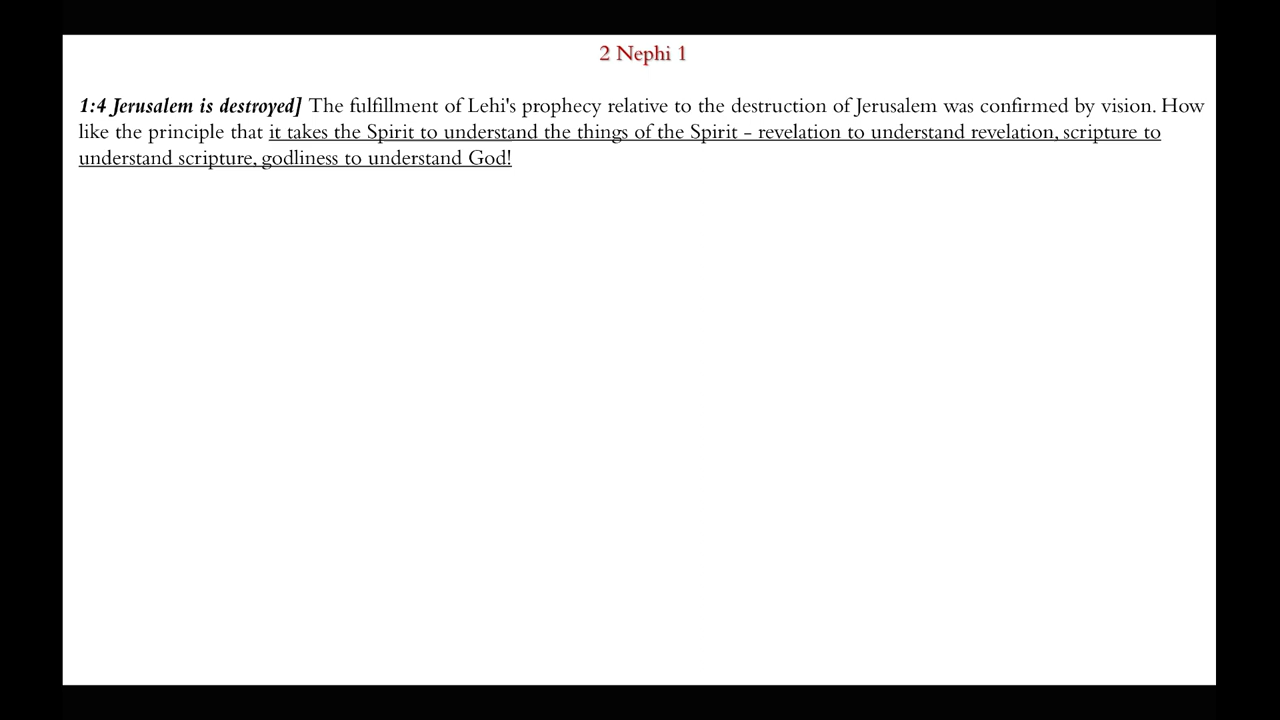 2 Nephi 1
1:4 Jerusalem is destroyed] The fulfillment of Lehi's prophecy relative to the destruction of Jerusalem was confirmed by vision. How
like the principle that it takes the Spirit to understand the things of the Spirit - revelation to understand revelation, scripture to
understand scripture, godliness to understand God!